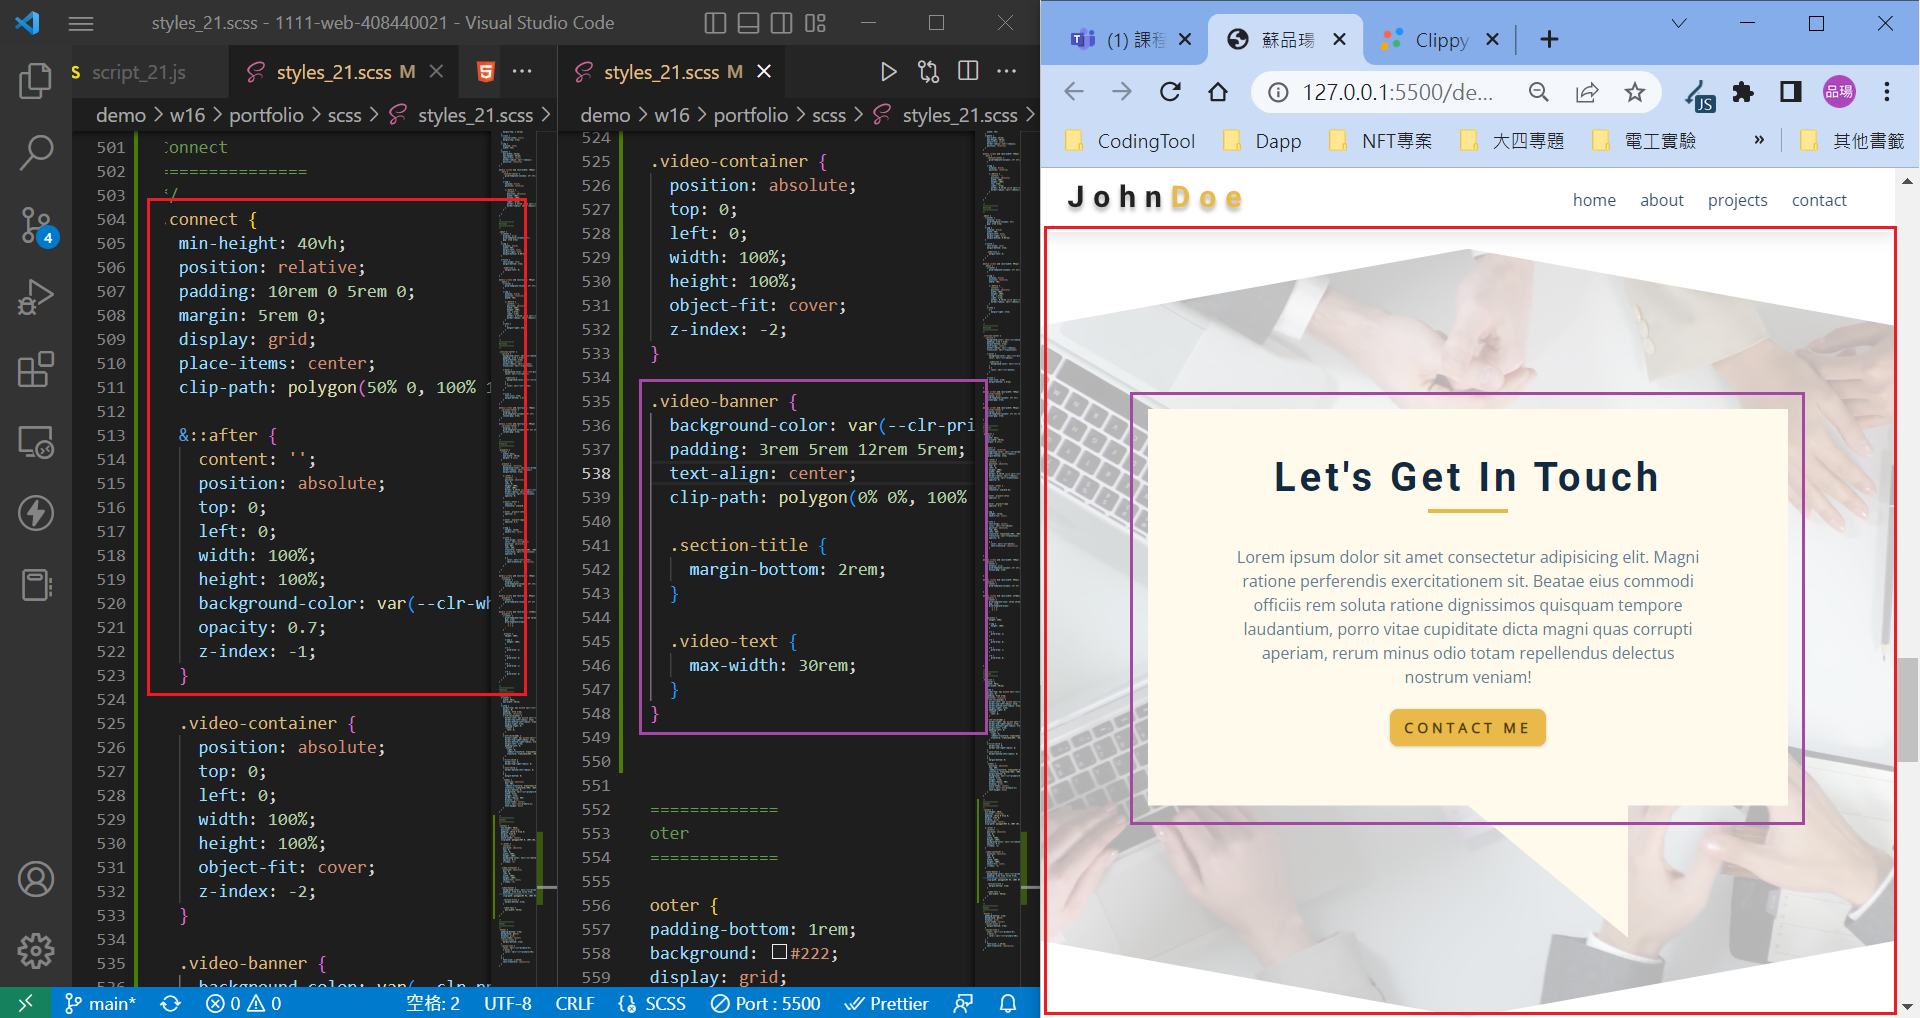 styles_21.scss - 1111-web-408440021 - Visual Studio Code
script_21.js
styles_21.scss M
demo > w16 > portfolio > scss > styles_21.scss >
501 Connect
502 ===============
503 */
504 .connect {
505 min-height: 40vh;
506 position: relative;
507 padding: 10rem 0 5rem 0;
508 margin: 5rem 0;
509 display: grid;
510 place-items: center;
511 clip-path: polygon(50% 0, 100% 1
512
513 &::after {
514 content: '';
515 position: absolute;
516 top: 0;
517 left: 0;
518 width: 100%;
519 height: 100%;
520 background-color: var(--clr-wh
521 opacity: 0.7;
522 z-index: -1;
523 }
524
525 .video-container {
526 position: absolute;
527 top: 0;
528 left: 0;
529 width: 100%;
530 height: 100%;
531 object-fit: cover;
532 z-index: -2;
533 }
534
535 .video-banner {
styles_21.scss M
demo > w16 > portfolio > scss > styles_21.scss >
524
525 .video-container {
526 position: absolute;
527 top: 0;
528 left: 0;
529 width: 100%;
530 height: 100%;
531 object-fit: cover;
532 z-index: -2;
533 }
534
535 .video-banner {
536 background-color: var(--clr-pri
537 padding: 3rem 5rem 12rem 5rem;
538 text-align: center;
539 clip-path: polygon(0% 0%, 100%
540
541 .section-title {
542 margin-bottom: 2rem;
543 }
544
545 .video-text {
546 max-width: 30rem;
547 }
548 }
549
550
551
552 =============
553 oter
554 =============
555
556 ooter {
557 padding-bottom: 1rem;
558 background: #222;
559 display: grid;
4
main*
0 0
空格: 2
UTF-8
CRLF
SCSS
Port : 5500
Prettier
(1) 課程
蘇品瑒
Clippy
127.0.0.1:5500/de...
JS
品瑒
CodingTool
Dapp
NFT專案
大四專題
電工實驗
»
其他書籤
JohnDoe
home
about
projects
contact
Let's Get In Touch
Lorem ipsum dolor sit amet consectetur adipisicing elit. Magni
ratione perferendis exercitationem sit. Beatae eius commodi
officiis rem soluta ratione dignissimos quisquam tempore
laudantium, porro vitae cupiditate dicta magni quas corrupti
aperiam, rerum minus odio totam repellendus delectus
nostrum veniam!
CONTACT ME